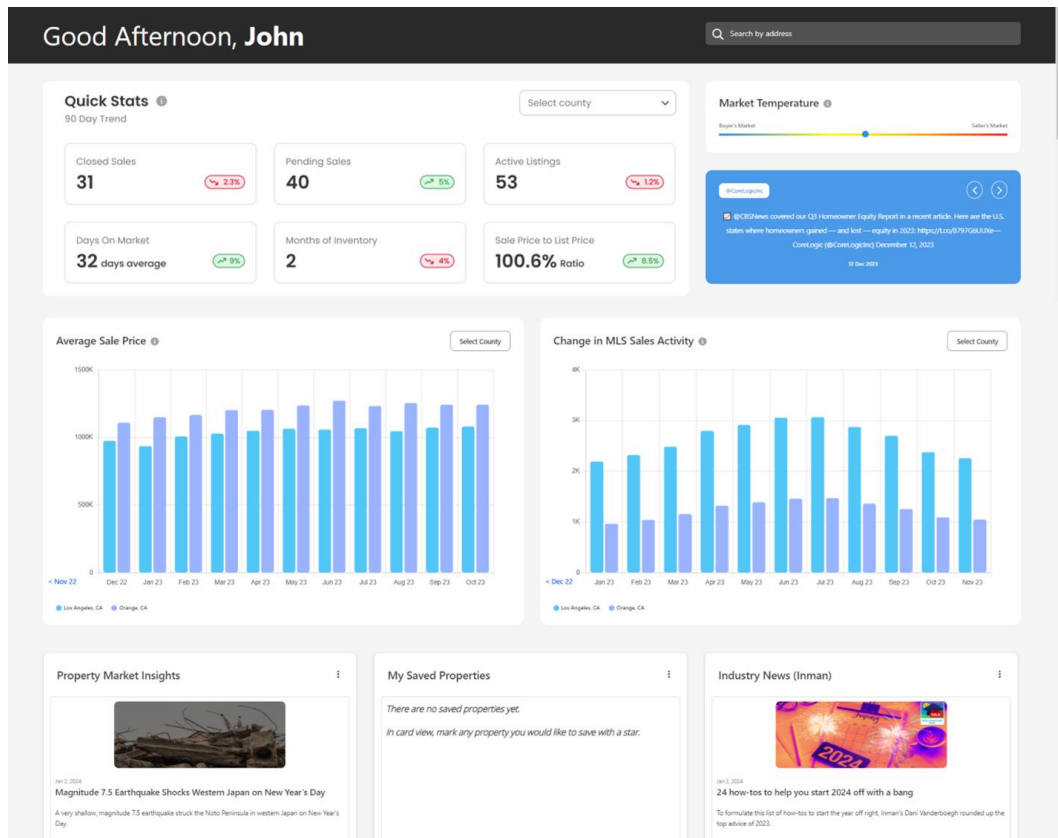 Good Afternoon, John
Search by address
Quick Stats
90 Day Trend
Select county
Closed Sales
31
2.3%
Pending Sales
40
5%
Active Listings
53
1.2%
Days On Market
32 days average
9%
Months of Inventory
2
4%
Sale Price to List Price
100.6% Ratio
8.5%
Market Temperature
Buyer's Market
Seller's Market
@CoreLogicInc
@CBSNews covered our Q3 Homeowner Equity Report in a recent article. Here are the U.S.
states where homeowners gained — and lost — equity in 2023:
CoreLogic (@CoreLogicInc) December 12, 2023
12 Dec 2023
Average Sale Price
Select County
1500K
1000K
500K
0
< Nov 22
Dec 22
Jan 23
Feb 23
Mar 23
Apr 23
May 23
Jun 23
Jul 23
Aug 23
Sep 23
Oct 23
Los Angeles, CA
Orange, CA
Change in MLS Sales Activity
Select County
4K
3K
2K
1K
0
< Dec 22
Jan 23
Feb 23
Mar 23
Apr 23
May 23
Jun 23
Jul 23
Aug 23
Sep 23
Oct 23
Nov 23
Los Angeles, CA
Orange, CA
Property Market Insights
Jan 2, 2024
Magnitude 7.5 Earthquake Shocks Western Japan on New Year's Day
A very shallow, magnitude 7.5 earthquake struck the Noto Peninsula in western Japan on New Year's
Day.
My Saved Properties
There are no saved properties yet.
In card view, mark any property you would like to save with a star.
Industry News (Inman)
2024
Jan 2, 2024
24 how-tos to help you start 2024 off with a bang
To formulate this list of how-tos to start the year off right, Inman's Dani Vanderboegh rounded up the
top advice of 2023.